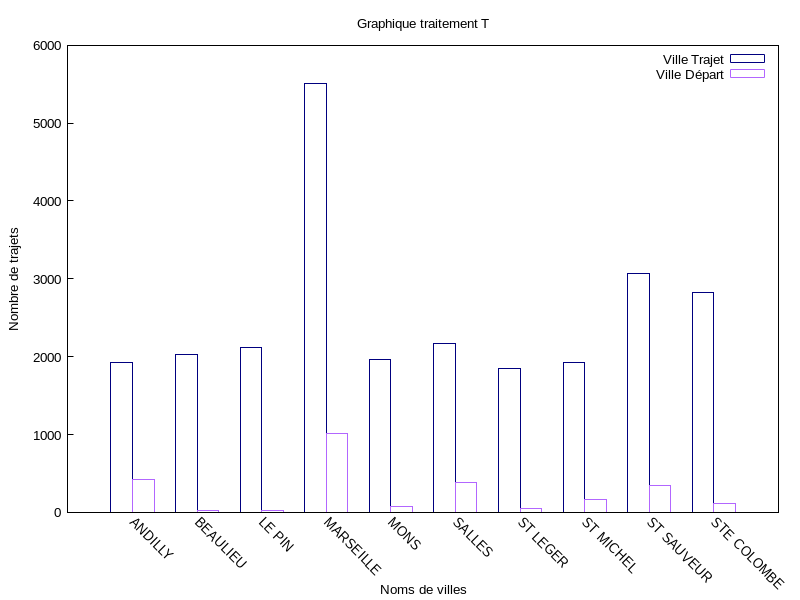 Graphique traitement T
Ville Trajet
Ville Départ
6000
5000
4000
3000
2000
1000
0
Nombre de trajets
ANDILLY
BEAULIEU
LE PIN
MARSEILLE
MONS
SALLES
ST LEGER
ST MICHEL
ST SAUVEUR
STE COLOMBE
Noms de villes